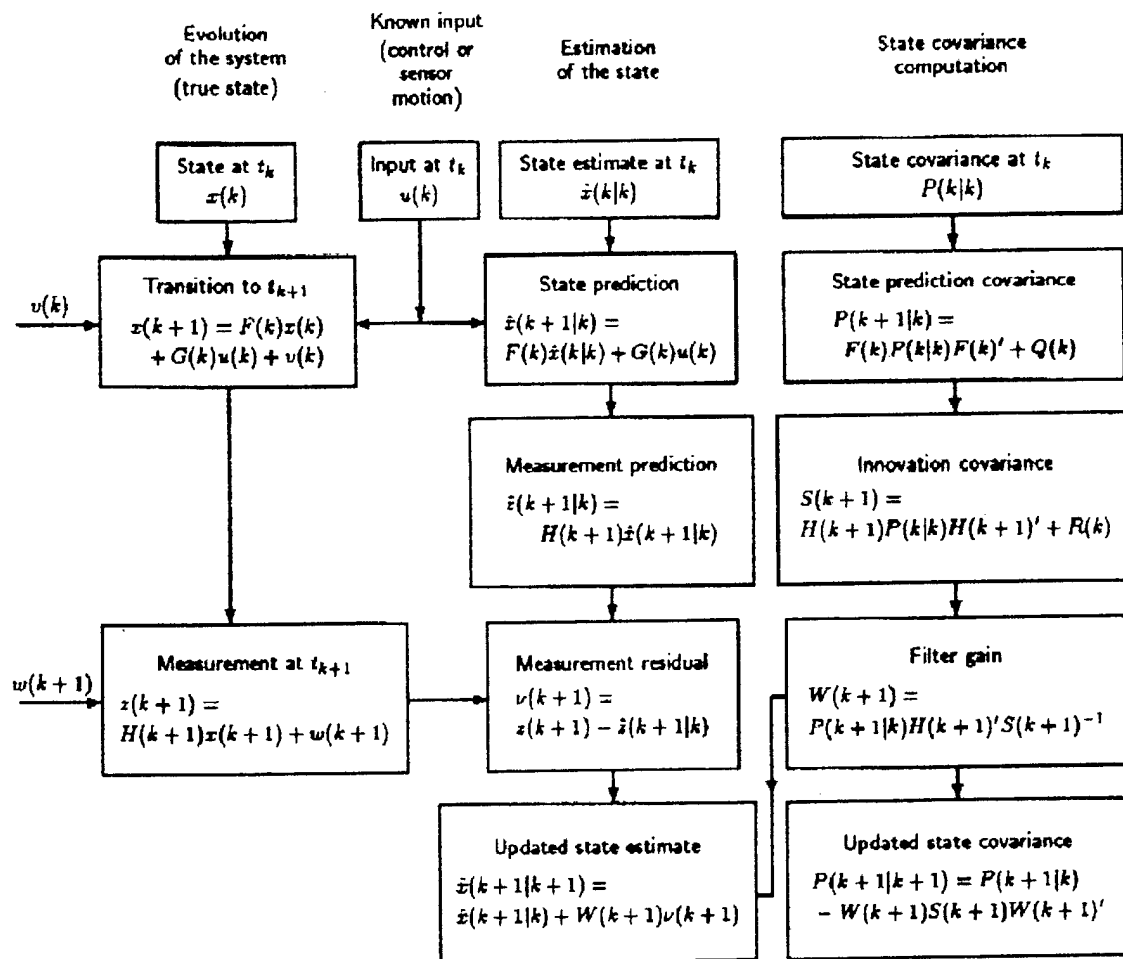 Evolution
of the system
(true state)
Known input
(control or
sensor
motion)
Estimation
of the state
State covariance
computation
State at t_k
x(k)
Input at t_k
u(k)
State estimate at t_k
x̂(k|k)
State covariance at t_k
P(k|k)
v(k)
Transition to t_{k+1}
x(k + 1) = F(k)x(k)
+ G(k)u(k) + v(k)
State prediction
x̂(k + 1|k) =
F(k)x̂(k|k) + G(k)u(k)
State prediction covariance
P(k + 1|k) =
F(k)P(k|k)F(k)′ + Q(k)
Measurement prediction
ẑ(k + 1|k) =
H(k + 1)x̂(k + 1|k)
Innovation covariance
S(k + 1) =
H(k + 1)P(k|k)H(k + 1)′ + R(k)
w(k + 1)
Measurement at t_{k+1}
z(k + 1) =
H(k + 1)x(k + 1) + w(k + 1)
Measurement residual
ν(k + 1) =
z(k + 1) − ẑ(k + 1|k)
Filter gain
W(k + 1) =
P(k + 1|k)H(k + 1)′S(k + 1)⁻¹
Updated state estimate
x̂(k + 1|k + 1) =
x̂(k + 1|k) + W(k + 1)ν(k + 1)
Updated state covariance
P(k + 1|k + 1) = P(k + 1|k)
− W(k + 1)S(k + 1)W(k + 1)′